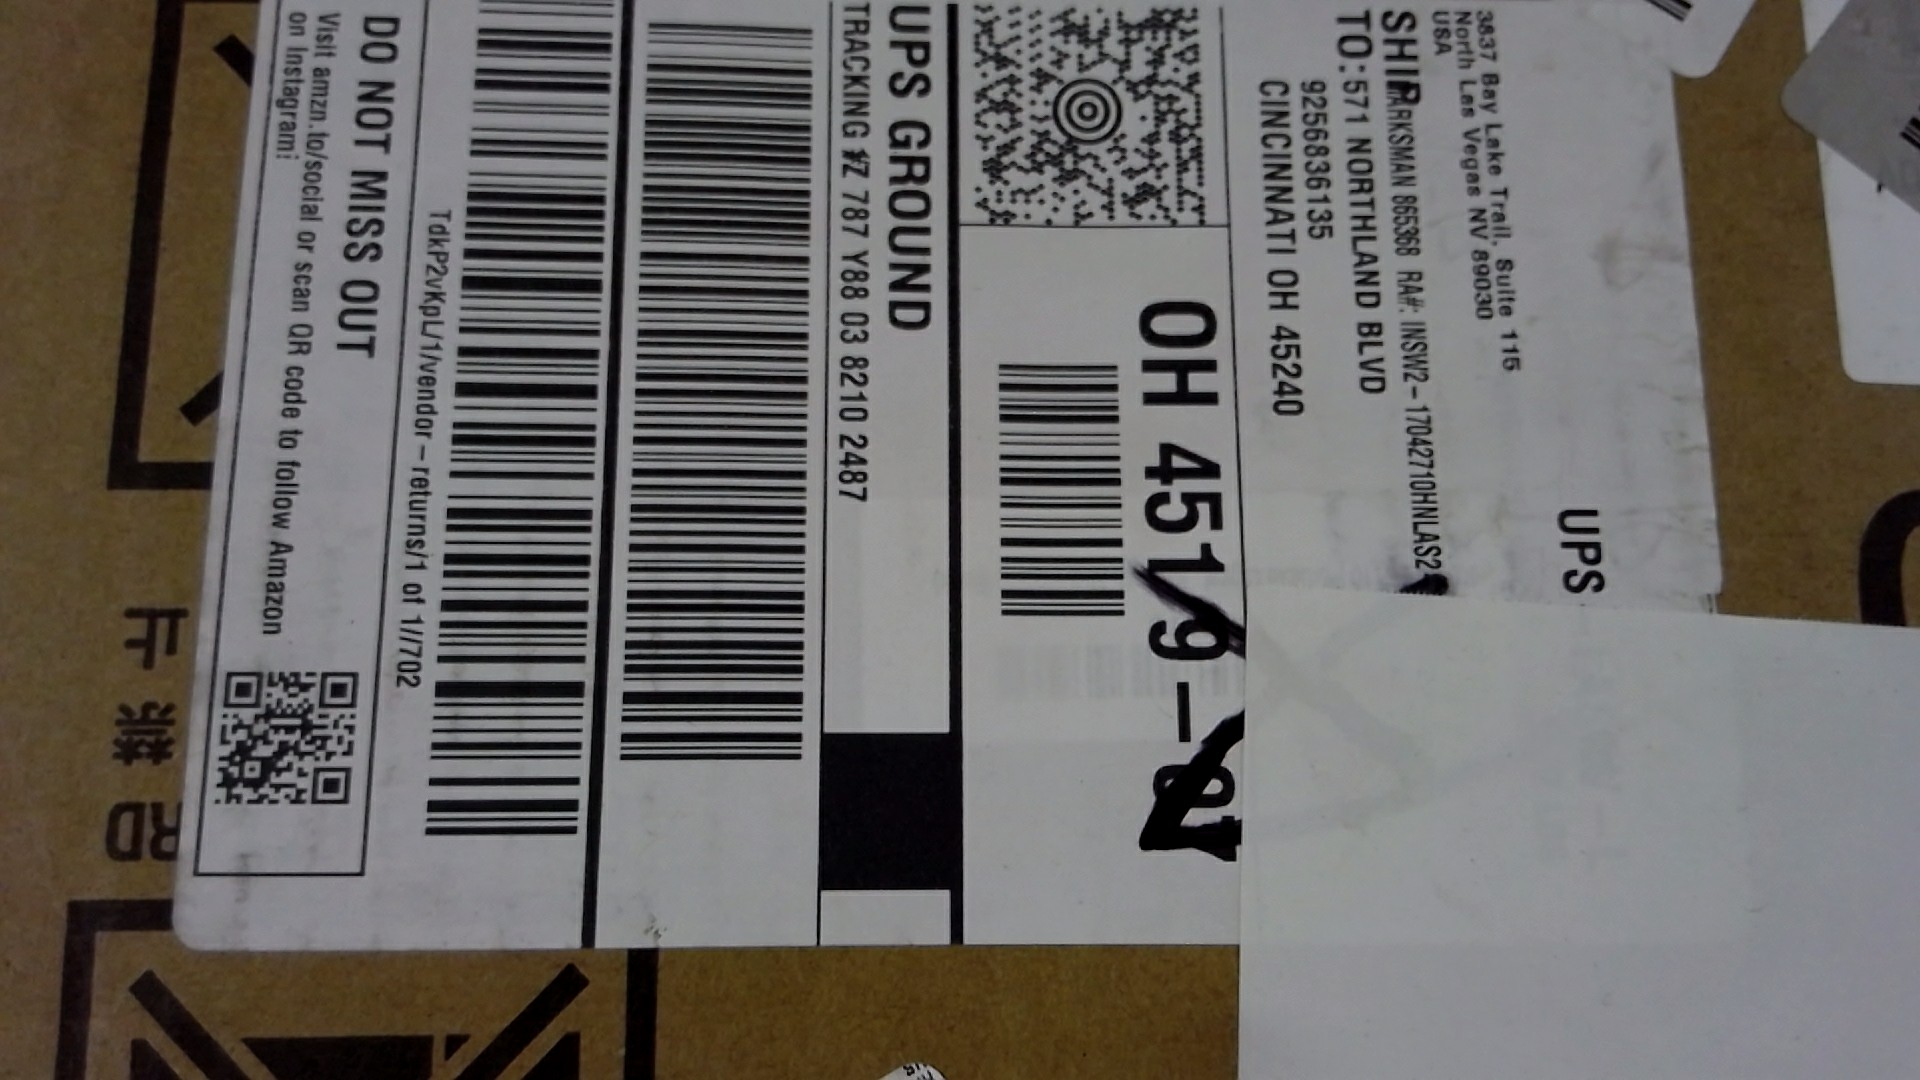 3837 Bay Lake Trail, Suite 115
North Las Vegas NV 89030
USA
UPS
SHIP
TO:
MARKSMAN 865368 RA#: INSW2-1704271OHNLAS2
571 NORTHLAND BLVD
9256836135
CINCINNATI OH 45240
OH 451 9-
UPS GROUND
TRACKING #: 1Z 787 Y88 03 8210 2487
TdkP2vKpL/1/vendor-returns/1 of 1//702
DO NOT MISS OUT
Visit amzn.to/social or scan QR code to follow Amazon
on Instagram!